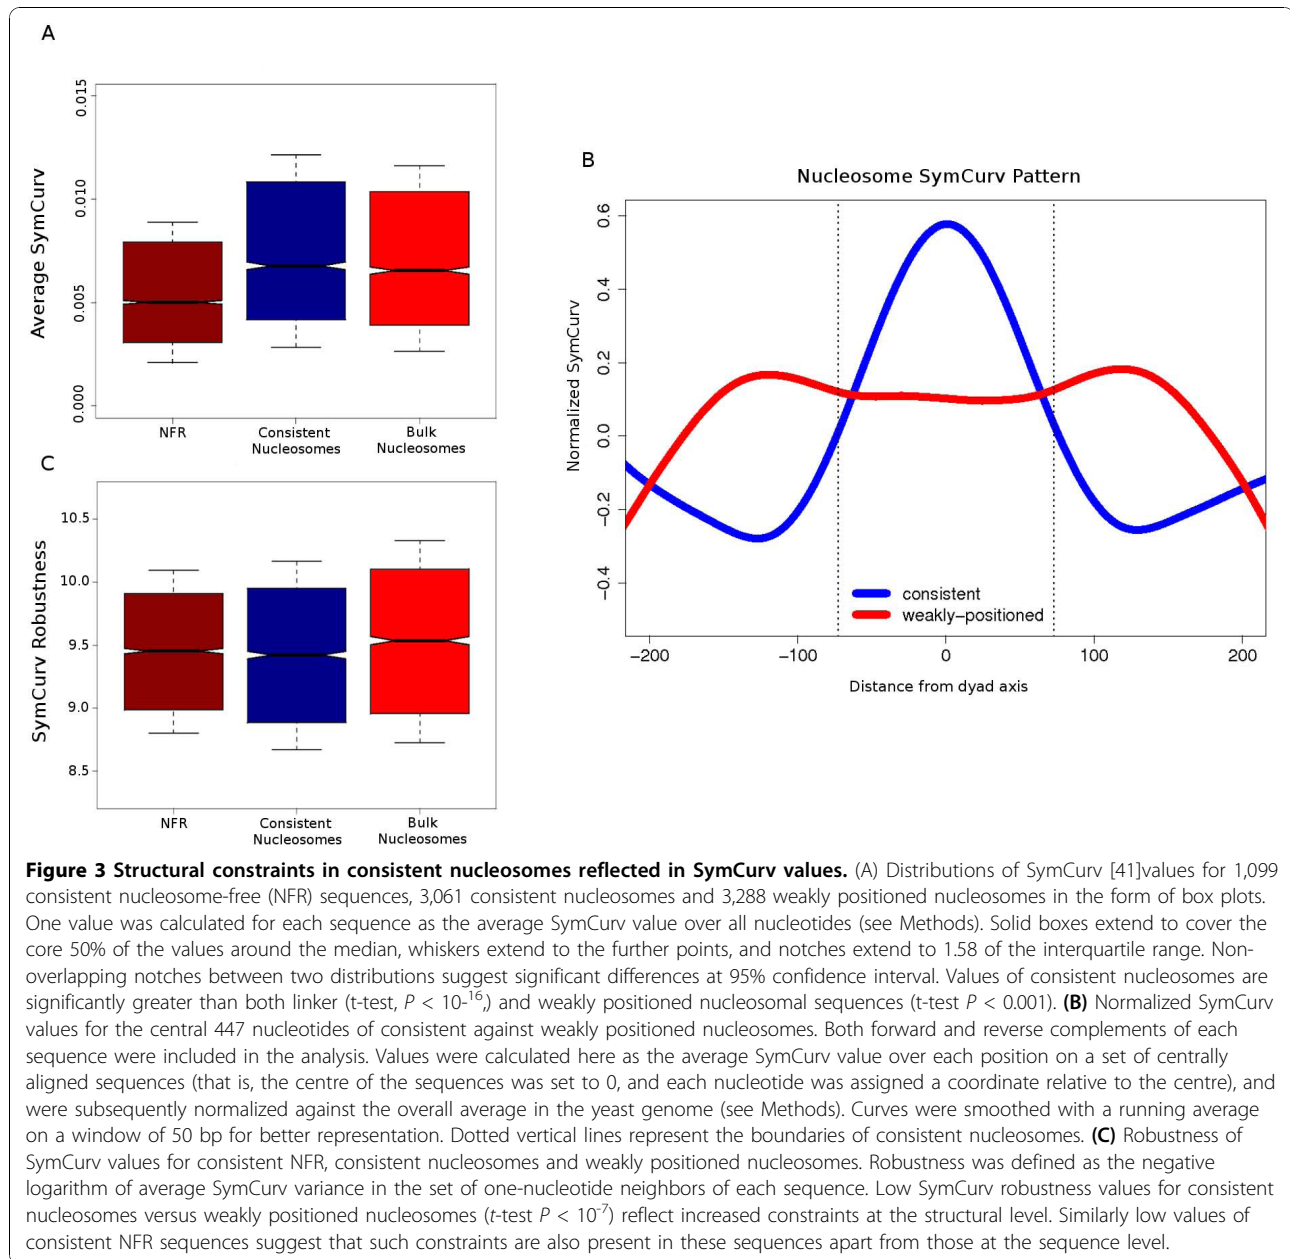 A
Average SymCurv
0.015
0.010
0.005
0.000
NFR
Consistent
Nucleosomes
Bulk
Nucleosomes
B
Nucleosome SymCurv Pattern
Normalized SymCurv
0.6
0.4
0.2
0.0
−0.2
−0.4
consistent
weakly−positioned
−200
−100
0
100
200
Distance from dyad axis
C
SymCurv Robustness
10.5
10.0
9.5
9.0
8.5
NFR
Consistent
Nucleosomes
Bulk
Nucleosomes
Figure 3 Structural constraints in consistent nucleosomes reflected in SymCurv values. (A) Distributions of SymCurv [41]values for 1,099
consistent nucleosome-free (NFR) sequences, 3,061 consistent nucleosomes and 3,288 weakly positioned nucleosomes in the form of box plots.
One value was calculated for each sequence as the average SymCurv value over all nucleotides (see Methods). Solid boxes extend to cover the
core 50% of the values around the median, whiskers extend to the further points, and notches extend to 1.58 of the interquartile range. Non-
overlapping notches between two distributions suggest significant differences at 95% confidence interval. Values of consistent nucleosomes are
significantly greater than both linker (t-test, P < 10-16,) and weakly positioned nucleosomal sequences (t-test P < 0.001). (B) Normalized SymCurv
values for the central 447 nucleotides of consistent against weakly positioned nucleosomes. Both forward and reverse complements of each
sequence were included in the analysis. Values were calculated here as the average SymCurv value over each position on a set of centrally
aligned sequences (that is, the centre of the sequences was set to 0, and each nucleotide was assigned a coordinate relative to the centre), and
were subsequently normalized against the overall average in the yeast genome (see Methods). Curves were smoothed with a running average
on a window of 50 bp for better representation. Dotted vertical lines represent the boundaries of consistent nucleosomes. (C) Robustness of
SymCurv values for consistent NFR, consistent nucleosomes and weakly positioned nucleosomes. Robustness was defined as the negative
logarithm of average SymCurv variance in the set of one-nucleotide neighbors of each sequence. Low SymCurv robustness values for consistent
nucleosomes versus weakly positioned nucleosomes (t-test P < 10-7) reflect increased constraints at the structural level. Similarly low values of
consistent NFR sequences suggest that such constraints are also present in these sequences apart from those at the sequence level.